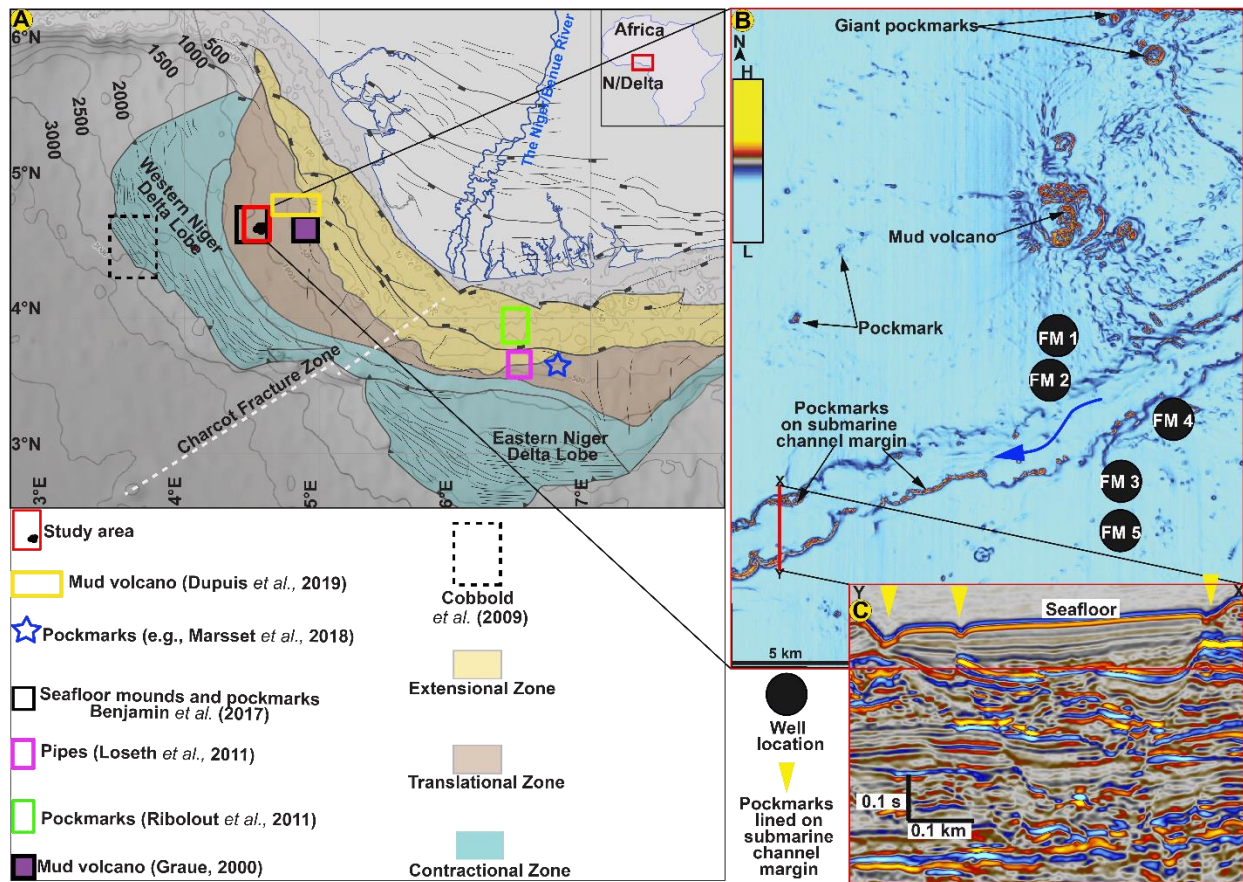 A
6°N
5°N
4°N
3°N
3°E
4°E
5°E
6°E
7°E
500
1000
1500
2000
2500
3000
Africa
N/Delta
The Niger/Benue River
Western Niger
Delta Lobe
Charcot Fracture Zone
Eastern Niger
Delta Lobe
Study area
Mud volcano (Dupuis et al., 2019)
Pockmarks (e.g., Marsset et al., 2018)
Seafloor mounds and pockmarks
Benjamin et al. (2017)
Pipes (Loseth et al., 2011)
Pockmarks (Ribolout et al., 2011)
Mud volcano (Graue, 2000)
Cobbold
et al. (2009)
Extensional Zone
Translational Zone
Contractional Zone
B
N
H
L
Giant pockmarks
Mud volcano
Pockmark
FM 1
FM 2
FM 4
FM 3
FM 5
Pockmarks
on submarine
channel margin
X
Y
5 km
Well
location
Pockmarks
lined on
submarine
channel
margin
Y
X
C
Seafloor
0.1 s
0.1 km